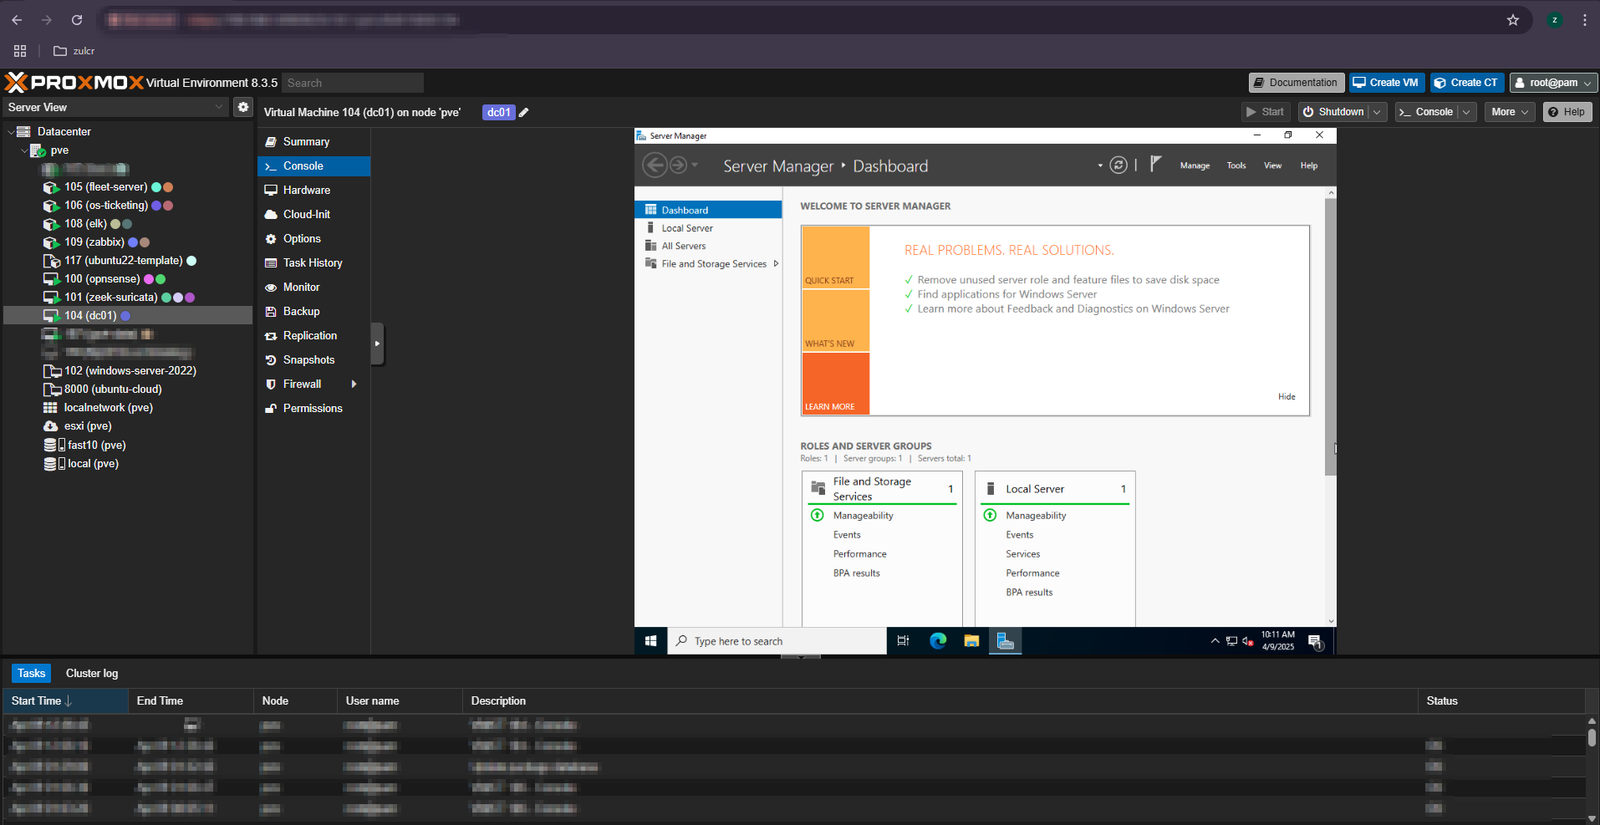 z
zulcr
PROXMOX Virtual Environment 8.3.5 Search
Documentation Create VM Create CT root@pam
Server View
Virtual Machine 104 (dc01) on node 'pve' dc01
Start Shutdown Console More Help
Datacenter
pve
105 (fleet-server)
106 (os-ticketing)
108 (elk)
109 (zabbix)
117 (ubuntu22-template)
100 (opnsense)
101 (zeek-suricata)
104 (dc01)
102 (windows-server-2022)
8000 (ubuntu-cloud)
localnetwork (pve)
esxi (pve)
fast10 (pve)
local (pve)
Summary
Console
Hardware
Cloud-Init
Options
Task History
Monitor
Backup
Replication
Snapshots
Firewall
Permissions
Server Manager
Server Manager • Dashboard
Manage Tools View Help
Dashboard
Local Server
All Servers
File and Storage Services
WELCOME TO SERVER MANAGER
QUICK START
WHAT'S NEW
LEARN MORE
REAL PROBLEMS. REAL SOLUTIONS.
✓ Remove unused server role and feature files to save disk space
✓ Find applications for Windows Server
✓ Learn more about Feedback and Diagnostics on Windows Server
Hide
ROLES AND SERVER GROUPS
Roles: 1 | Server groups: 1 | Servers total: 1
File and Storage Services 1
Manageability
Events
Performance
BPA results
Local Server 1
Manageability
Events
Services
Performance
BPA results
Type here to search
10:11 AM
4/9/2025
1
Tasks Cluster log
Start Time ↓ End Time Node User name Description Status